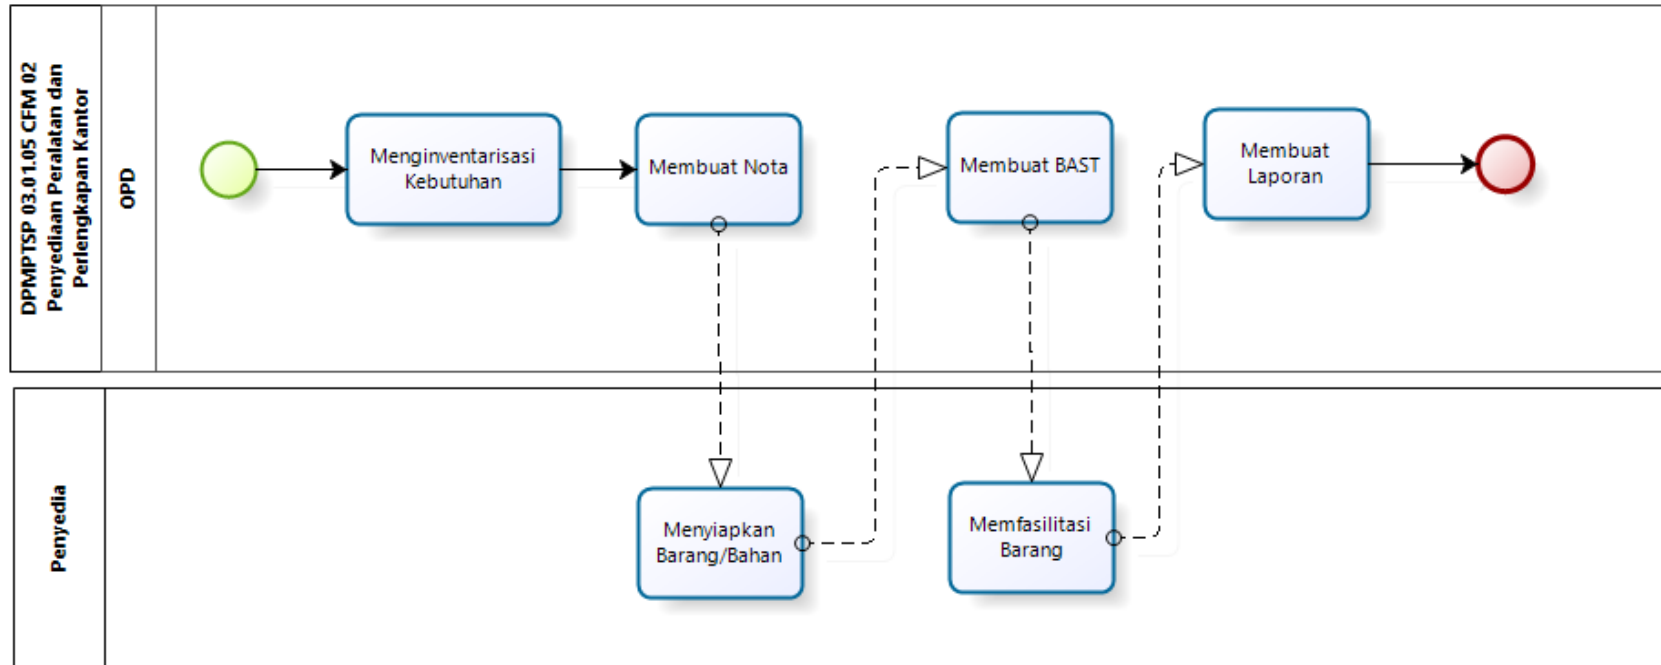 DPMPTSP 03.01.05 CFM 02
Penyediaan Peralatan dan
Perlengkapan Kantor
OPD
Menginventarisasi
Kebutuhan
Membuat Nota
Membuat BAST
Membuat
Laporan
Penyedia
Menyiapkan
Barang/Bahan
Memfasilitasi
Barang